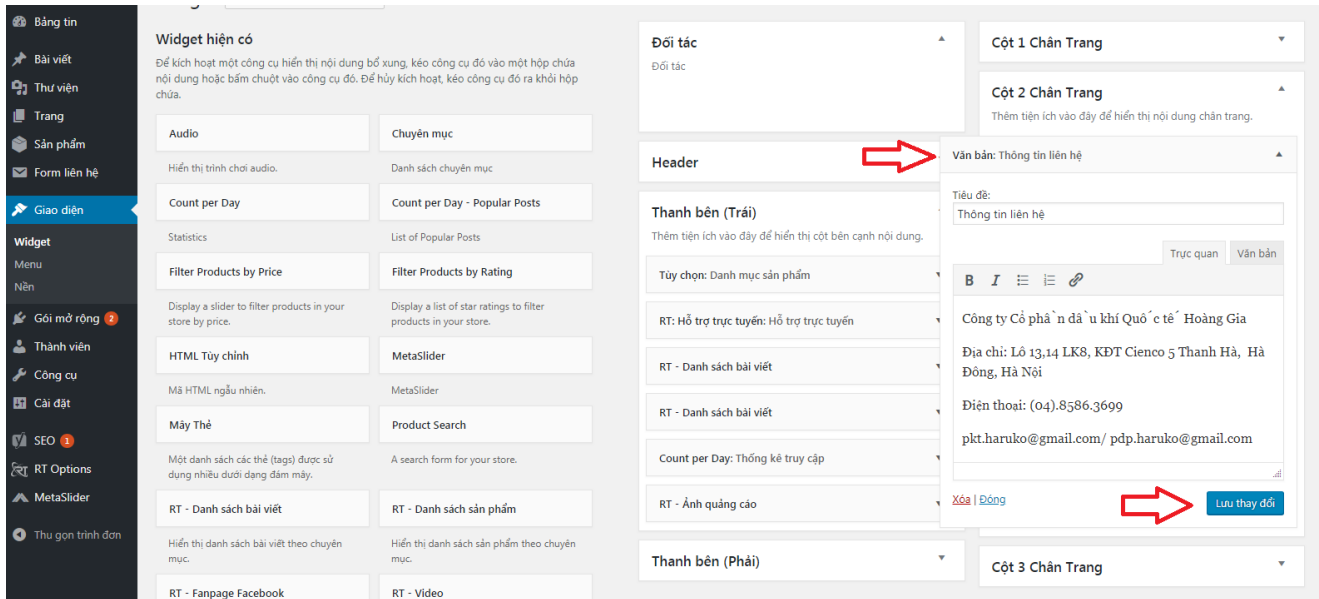 Bảng tin
Bài viết
Thư viện
Trang
Sản phẩm
Form liên hệ
Giao diện
Widget
Menu
Nền
Gói mở rộng 2
Thành viên
Công cụ
Cài đặt
SEO 1
RT Options
MetaSlider
Thu gọn trình đơn
Widget hiện có
Để kích hoạt một công cụ hiển thị nội dung bổ xung, kéo công cụ đó vào một hộp chứa
nội dung hoặc bấm chuột vào công cụ đó. Để hủy kích hoạt, kéo công cụ đó ra khỏi hộp
chứa.
Audio
Hiển thị trình chơi audio.
Chuyên mục
Danh sách chuyên mục
Count per Day
Statistics
Count per Day - Popular Posts
List of Popular Posts
Filter Products by Price
Display a slider to filter products in your
store by price.
Filter Products by Rating
Display a list of star ratings to filter
products in your store.
HTML Tùy chỉnh
Mã HTML ngẫu nhiên.
MetaSlider
MetaSlider
Mây Thẻ
Một danh sách các thẻ (tags) được sử
dụng nhiều dưới dạng đám mây.
Product Search
A search form for your store.
RT - Danh sách bài viết
Hiển thị danh sách bài viết theo chuyên
mục.
RT - Danh sách sản phẩm
Hiển thị danh sách sản phẩm theo chuyên
mục.
RT - Fanpage Facebook
RT - Video
Đối tác
Đối tác
Header
Thanh bên (Trái)
Thêm tiện ích vào đây để hiển thị cột bên cạnh nội dung.
Tùy chọn: Danh mục sản phẩm
RT: Hỗ trợ trực tuyến: Hỗ trợ trực tuyến
RT - Danh sách bài viết
RT - Danh sách bài viết
Count per Day: Thống kê truy cập
RT - Ảnh quảng cáo
Thanh bên (Phải)
Cột 1 Chân Trang
Cột 2 Chân Trang
Thêm tiện ích vào đây để hiển thị nội dung chân trang.
Văn bản: Thông tin liên hệ
Tiêu đề:
Thông tin liên hệ
Trực quan Văn bản
B I
Công ty Cổ phâ`n dâ`u khí Quô´c tê´ Hoàng Gia
Địa chỉ: Lô 13,14 LK8, KĐT Cienco 5 Thanh Hà, Hà
Đông, Hà Nội
Điện thoại: (04).8586.3699
pkt.haruko@gmail.com/ pdp.haruko@gmail.com
Xóa | Đóng
Lưu thay đổi
Cột 3 Chân Trang